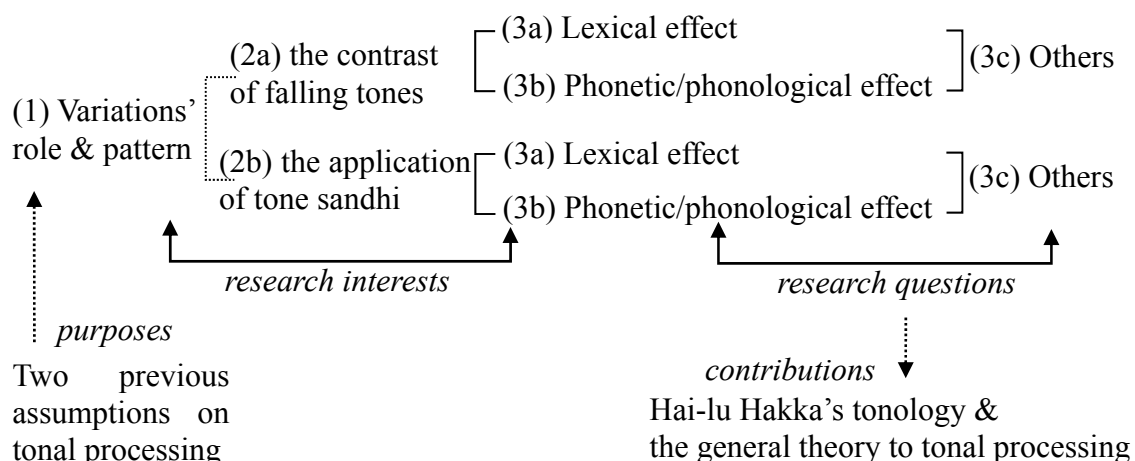 (1) Variations’
role & pattern
(2a) the contrast
of falling tones
(3a) Lexical effect
(3b) Phonetic/phonological effect
(3c) Others
(2b) the application
of tone sandhi
(3a) Lexical effect
(3b) Phonetic/phonological effect
(3c) Others
research interests
research questions
purposes
Two previous
assumptions on
tonal processing
contributions
Hai-lu Hakka’s tonology &
the general theory to tonal processing